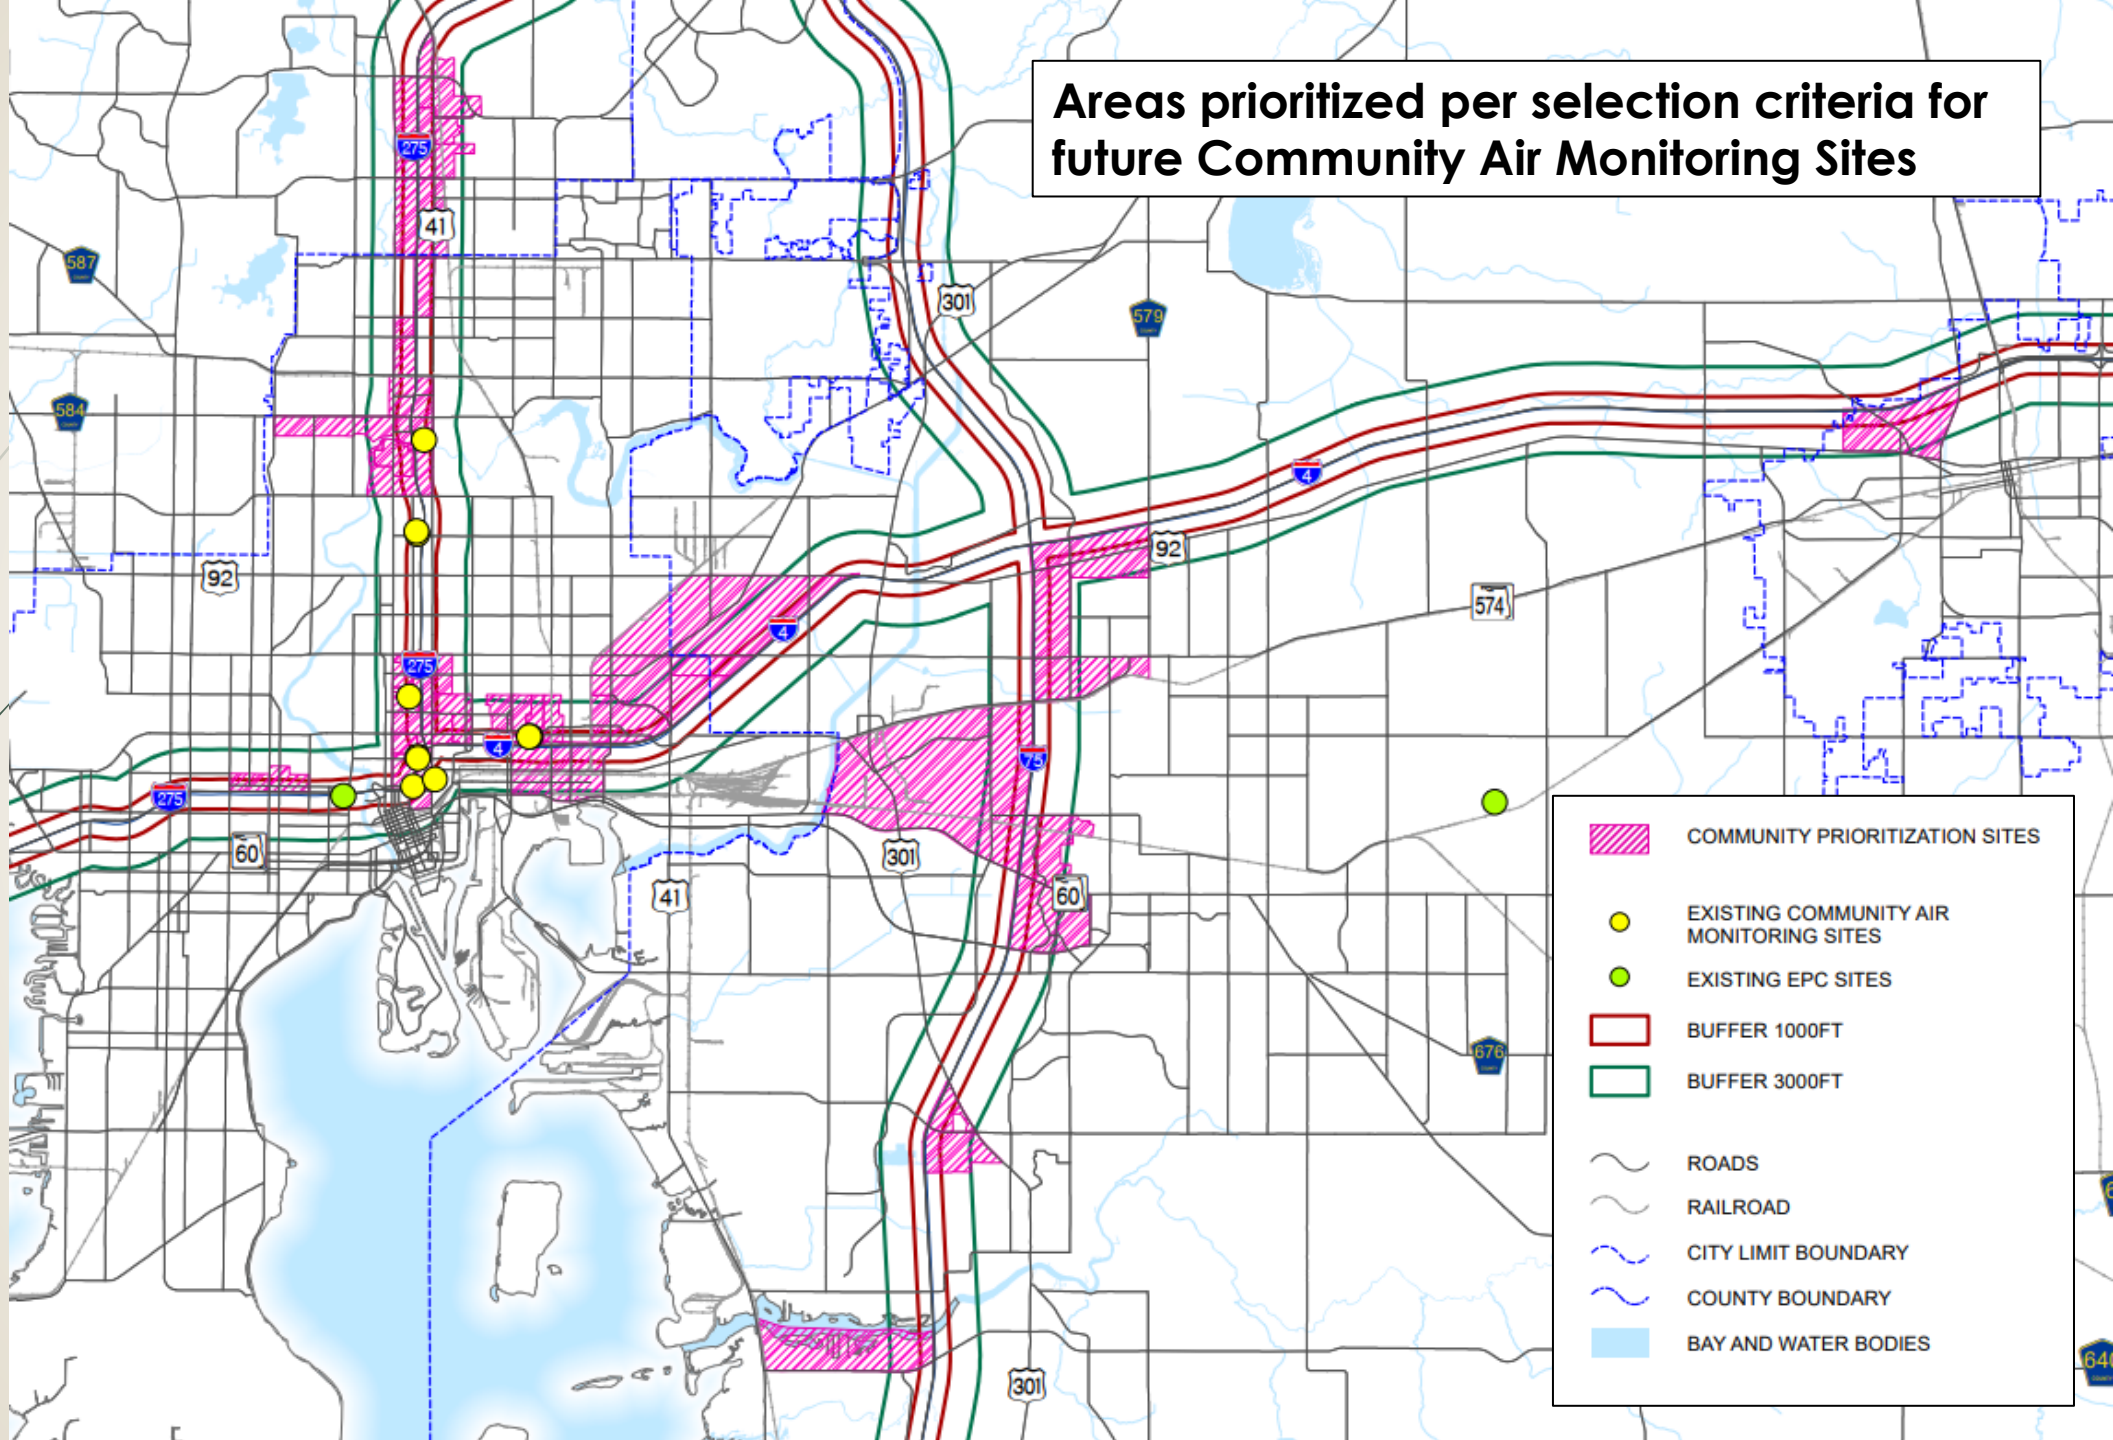 Areas prioritized per selection criteria for
future Community Air Monitoring Sites
275
41
587
301
579
584
4
92
92
574
4
275
4
75
275
60
301
60
41
676
301
640
COMMUNITY PRIORITIZATION SITES
EXISTING COMMUNITY AIR
MONITORING SITES
EXISTING EPC SITES
BUFFER 1000FT
BUFFER 3000FT
ROADS
RAILROAD
CITY LIMIT BOUNDARY
COUNTY BOUNDARY
BAY AND WATER BODIES